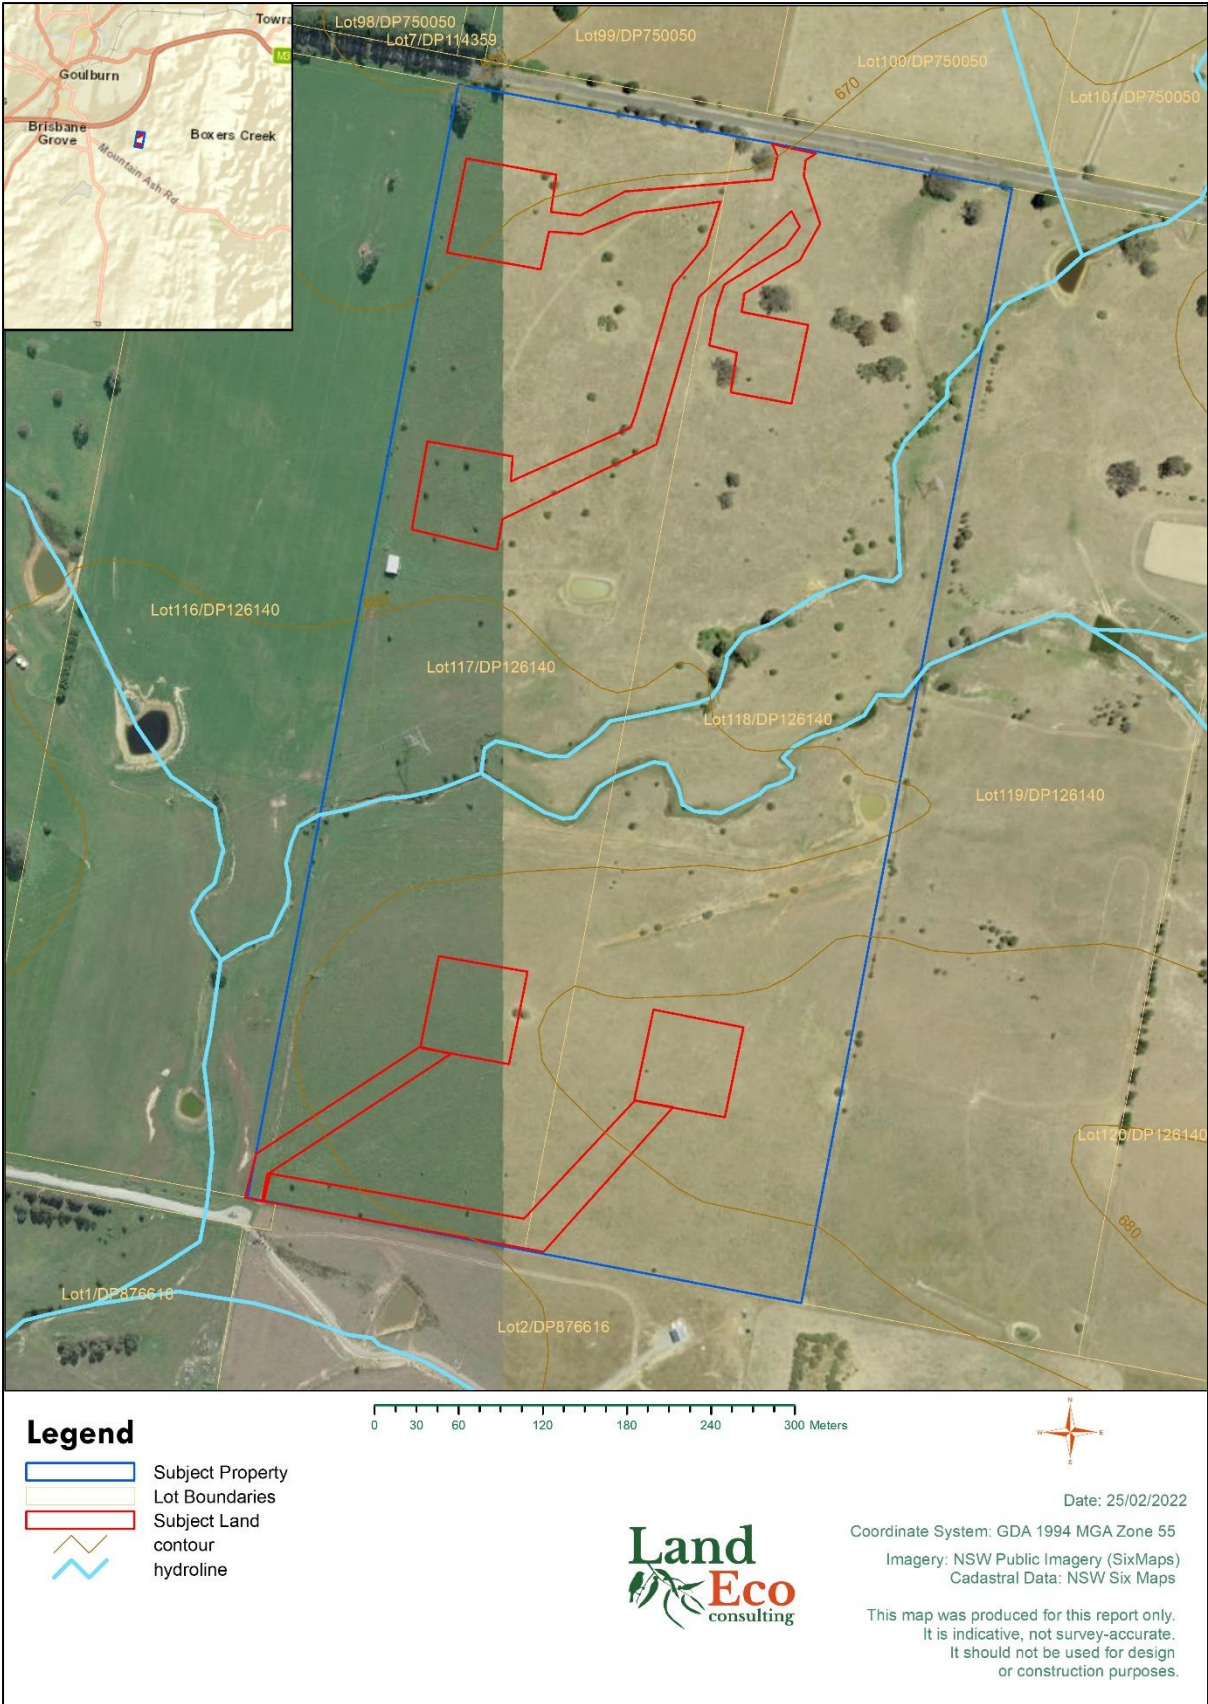 Towra
M3
Goulburn
Brisbane
Grove
Boxers Creek
Mountain Ash Rd
Lot98/DP750050
Lot7/DP114359
Lot99/DP750050
Lot100/DP750050
670
Lot101/DP750050
Lot116/DP126140
Lot117/DP126140
Lot118/DP126140
Lot119/DP126140
Lot120/DP126140
680
Lot1/DP876616
Lot2/DP876616
Legend
Subject Property
Lot Boundaries
Subject Land
contour
hydroline
0 30 60 120 180 240 300 Meters
N
W E
S
Land
Eco
consulting
Date: 25/02/2022
Coordinate System: GDA 1994 MGA Zone 55
Imagery: NSW Public Imagery (SixMaps)
Cadastral Data: NSW Six Maps
This map was produced for this report only.
It is indicative, not survey-accurate.
It should not be used for design
or construction purposes.